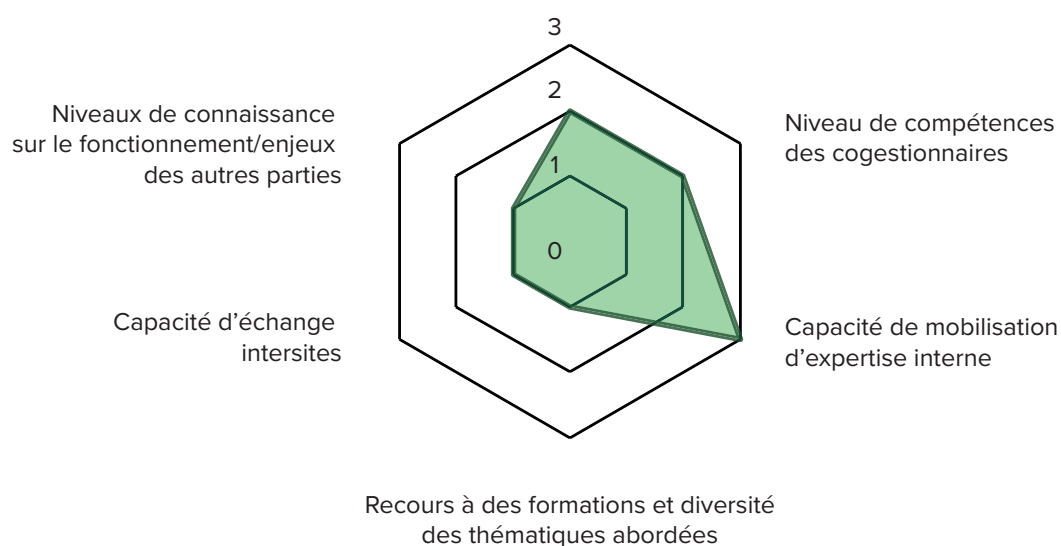 3
2
1
0
Niveaux de connaissance
sur le fonctionnement/enjeux
des autres parties
Niveau de compétences
des cogestionnaires
Capacité d’échange
intersites
Capacité de mobilisation
d’expertise interne
Recours à des formations et diversité
des thématiques abordées